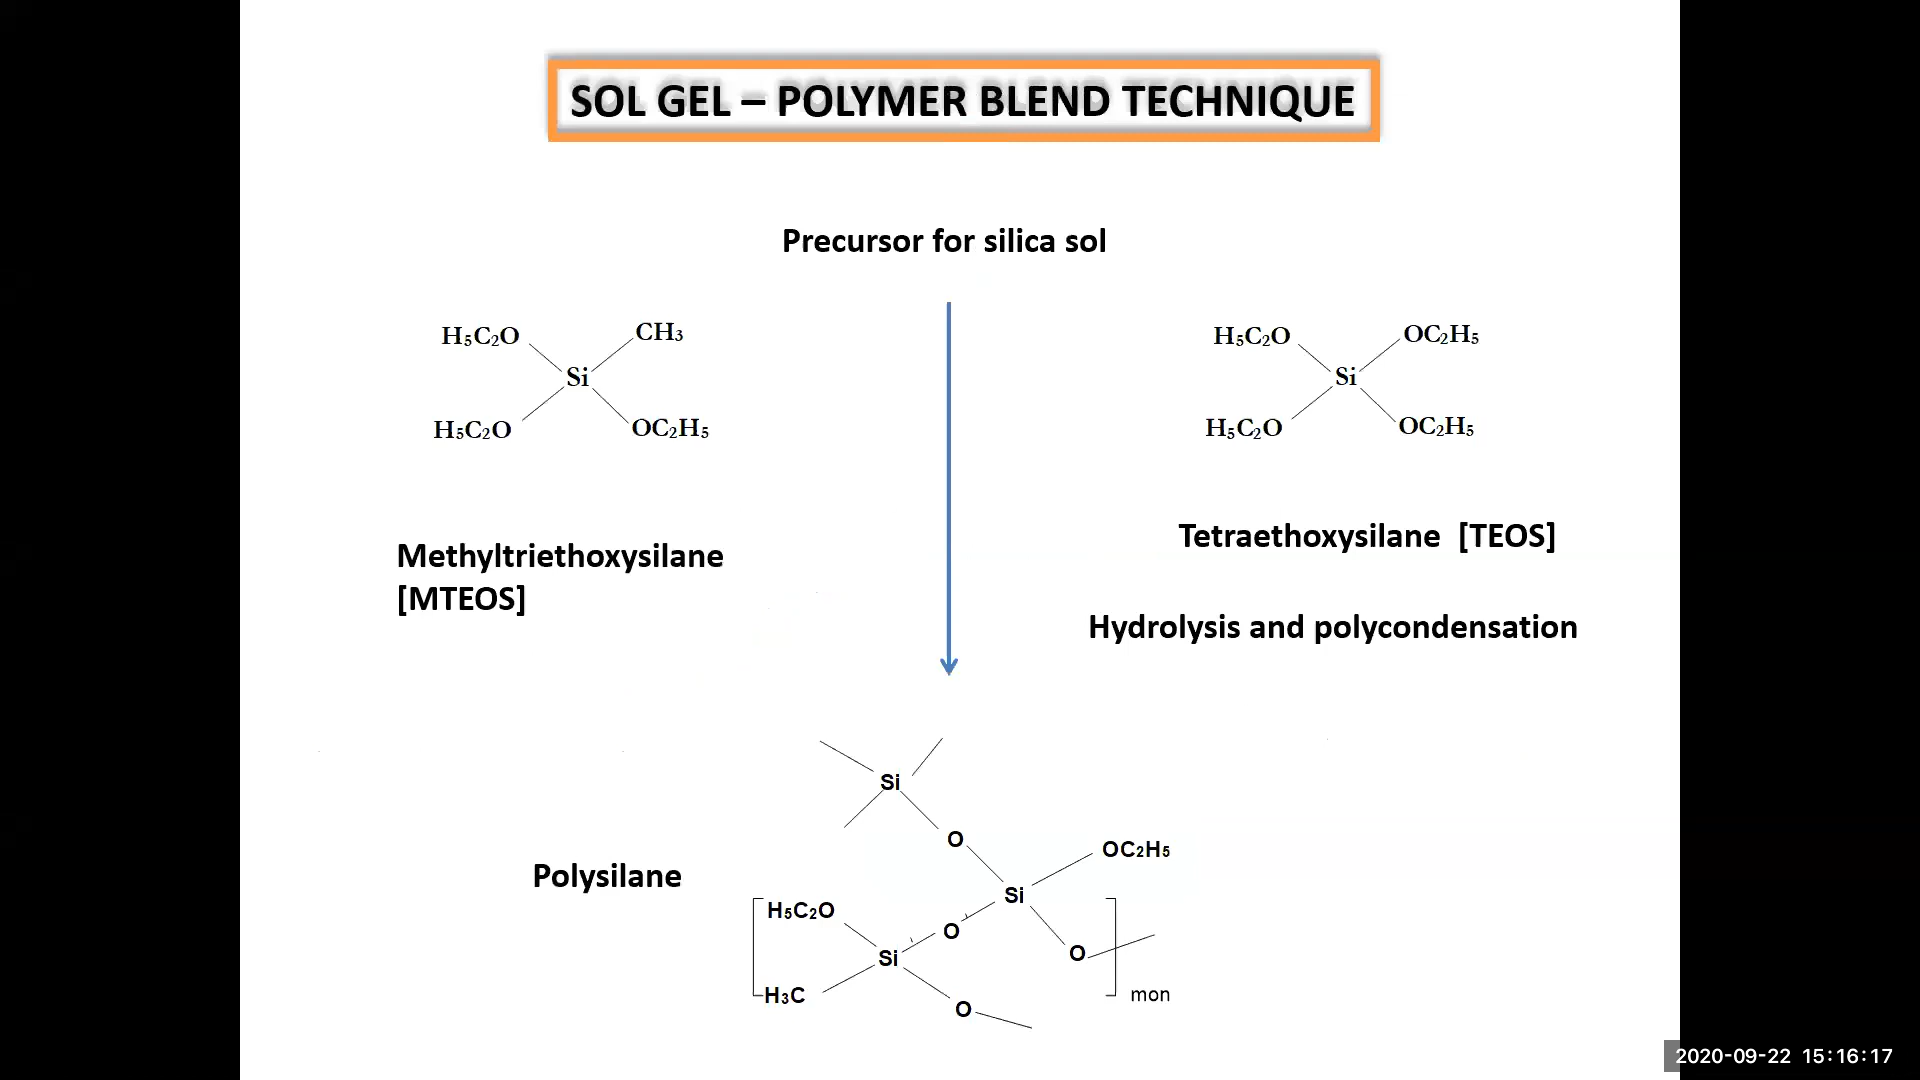 SOL GEL – POLYMER BLEND TECHNIQUE
Precursor for silica sol
H₅C₂O
CH₃
Si
H₅C₂O
OC₂H₅
H₅C₂O
OC₂H₅
Si
H₅C₂O
OC₂H₅
Methyltriethoxysilane
[MTEOS]
Tetraethoxysilane [TEOS]
Hydrolysis and polycondensation
Si
O
OC₂H₅
Polysilane
Si
H₅C₂O
O
Si
O
H₃C
mon
O
2020-09-22 15:16:17